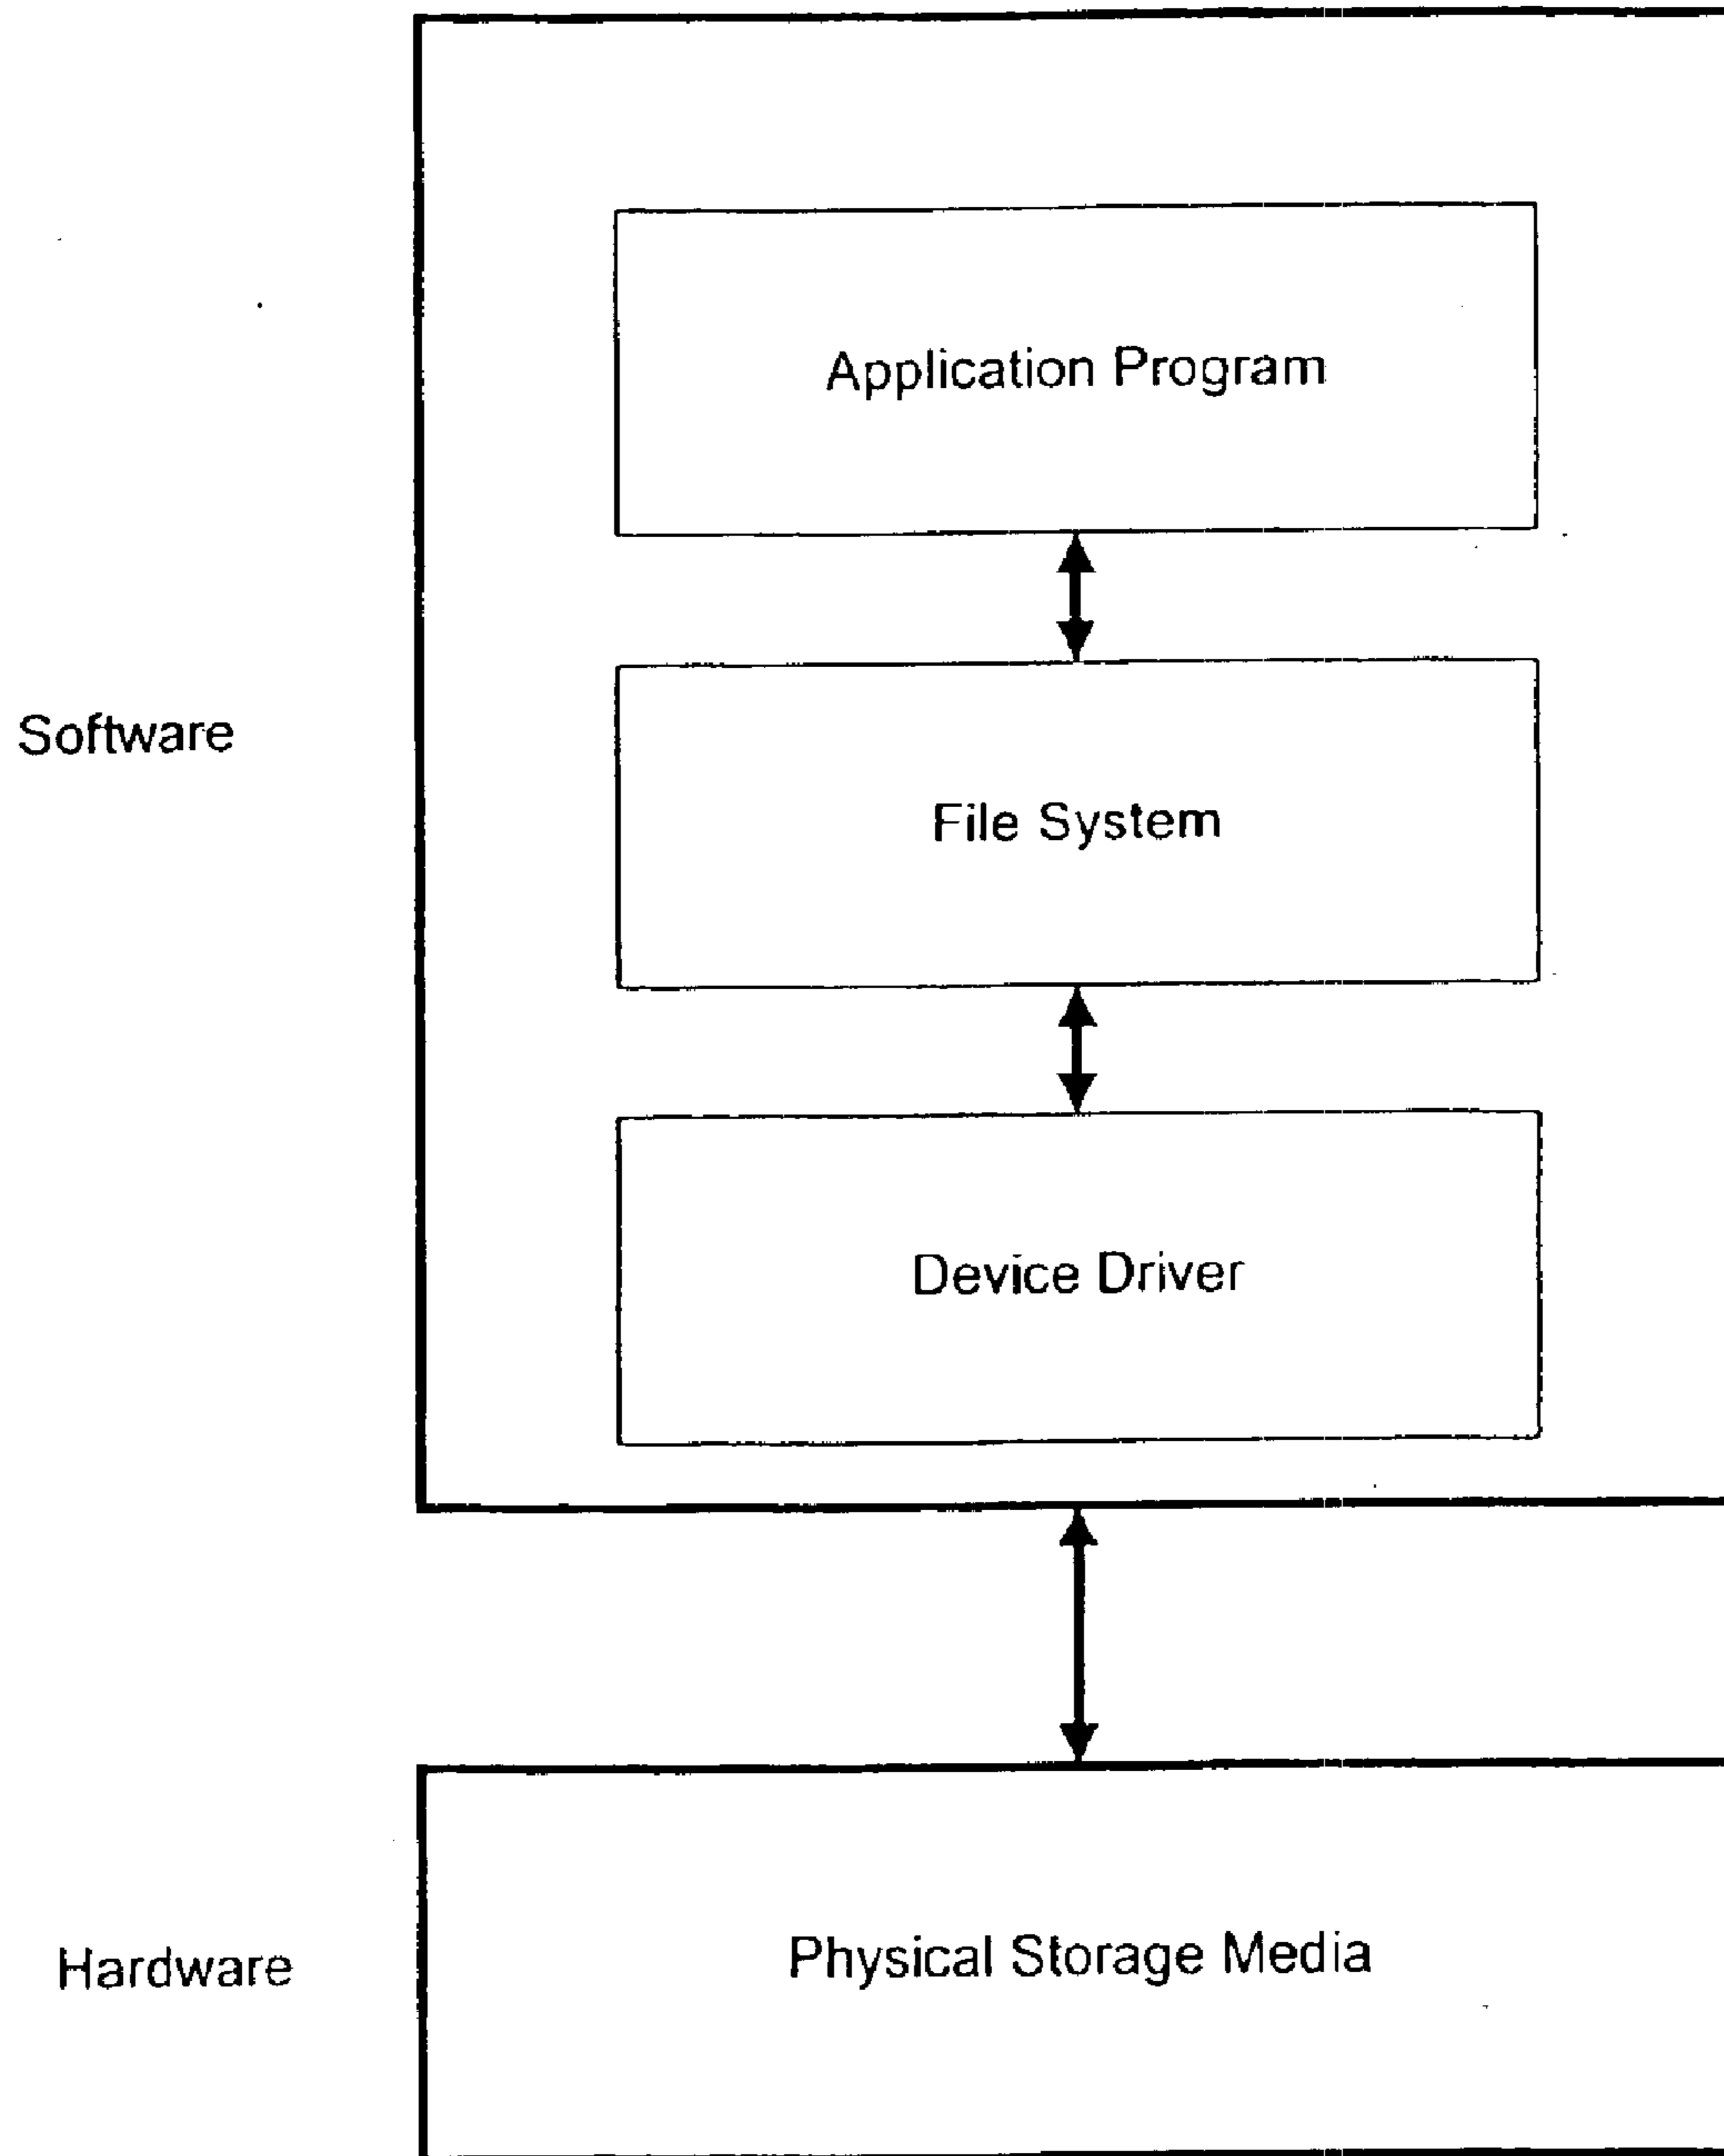 Application Program
Software
File System
Device Driver
Hardware
Physical Storage Media